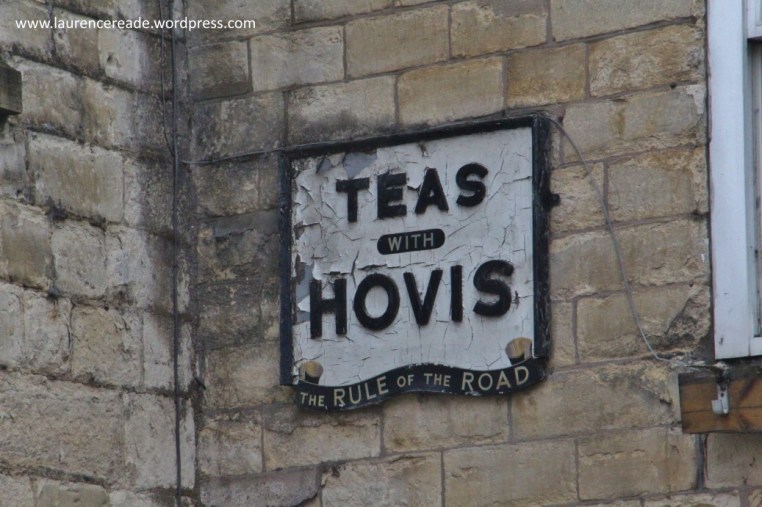 www.laurencereade.wordpress.com
TEAS
WITH
HOVIS
THE RULE OF THE ROAD